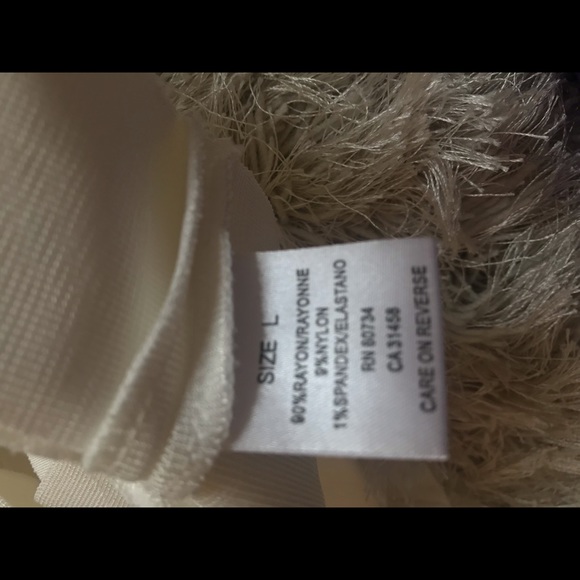 SIZE L
90%RAYON/RAYONNE
9%NYLON
1%SPANDEX/ELASTANO
RN 80734
CA 31458
CARE ON REVERSE